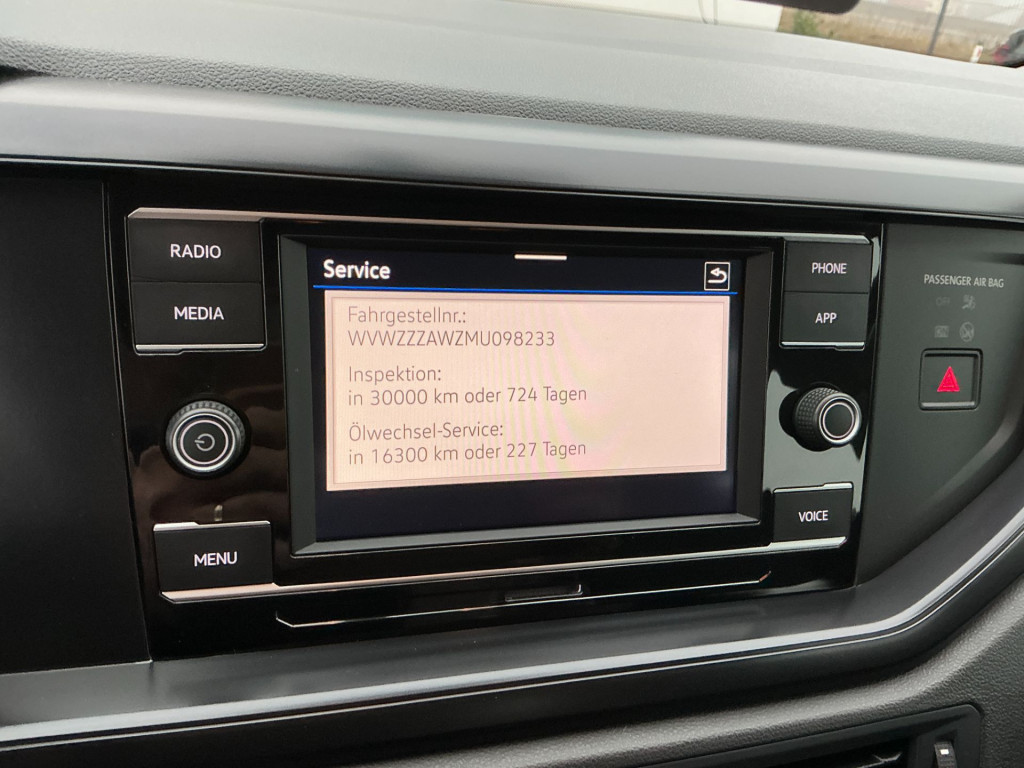 RADIO
MEDIA
MENU
Service
Fahrgestellnr.:
WVWZZZAWZMU098233
Inspektion:
in 30000 km oder 724 Tagen
Ölwechsel-Service:
in 16300 km oder 227 Tagen
PHONE
APP
VOICE
PASSENGER AIR BAG